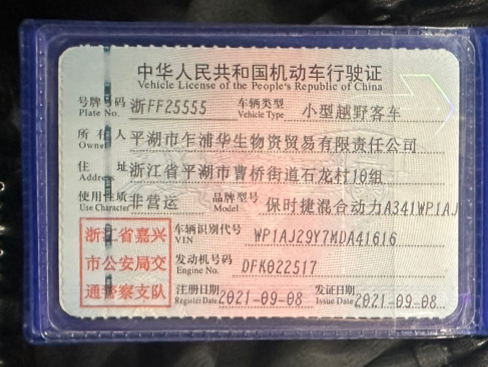 中华人民共和国机动车行驶证
Vehicle License of the People's Republic of China
号牌号码 浙FF25555 车辆类型 小型越野客车
Plate No. Vehicle Type
所有人 平湖市乍浦华生物资贸易有限责任公司
Owner
住址 浙江省平湖市曹桥街道石龙村10组
Address
使用性质 非营运 品牌型号 保时捷混合动力A341WP1AJ
Use Character Model
浙江省嘉兴 车辆识别代号 WP1AJ29Y7MDA41616
VIN
市公安局交 发动机号码 DFK022517
Engine No.
通警察支队 注册日期 2021-09-08 发证日期 2021-09-08
Register Date Issue Date